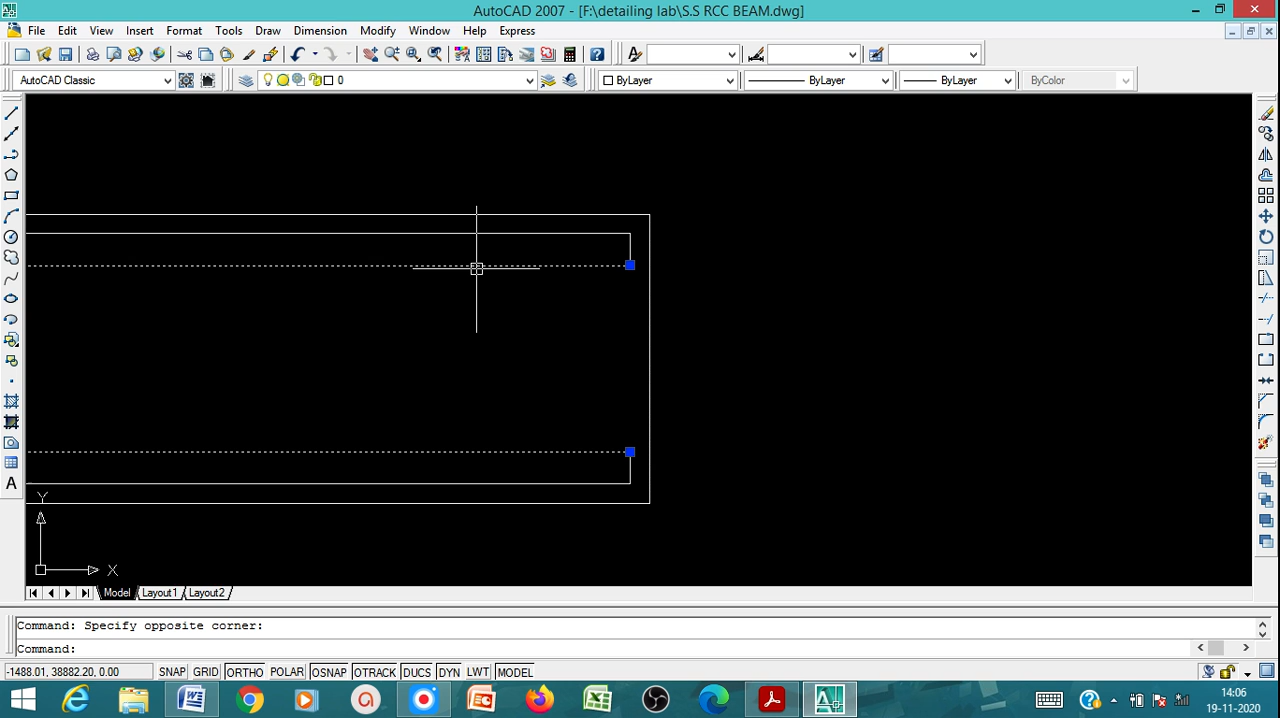 AutoCAD 2007 - [F:\detailing lab\S.S RCC BEAM.dwg]
File Edit View Insert Format Tools Draw Dimension Modify Window Help Express
AutoCAD Classic
0
ByLayer
ByLayer
ByLayer
ByColor
A
Y
X
Model Layout1 Layout2
Command: Specify opposite corner:
Command:
-1488.01, 38882.20, 0.00
SNAP GRID ORTHO POLAR OSNAP OTRACK DUCS DYN LWT MODEL
14:06
19-11-2020